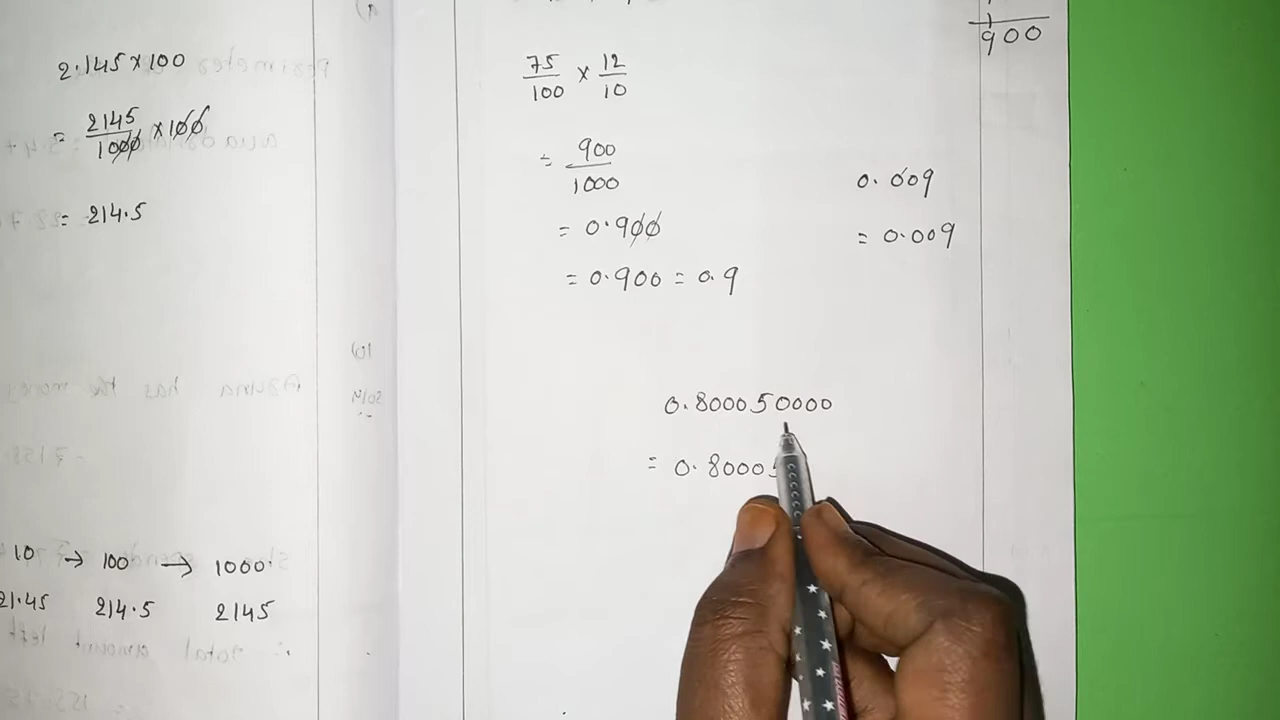 2.145 × 100
= 2145/1000 × 100
= 214.5
10 → 100 → 1000
21.45 214.5 2145
900
75/100 × 12/10
= 900/1000
= 0.900
= 0.900 = 0.9
0.009
= 0.009
0.800050000
= 0.80005